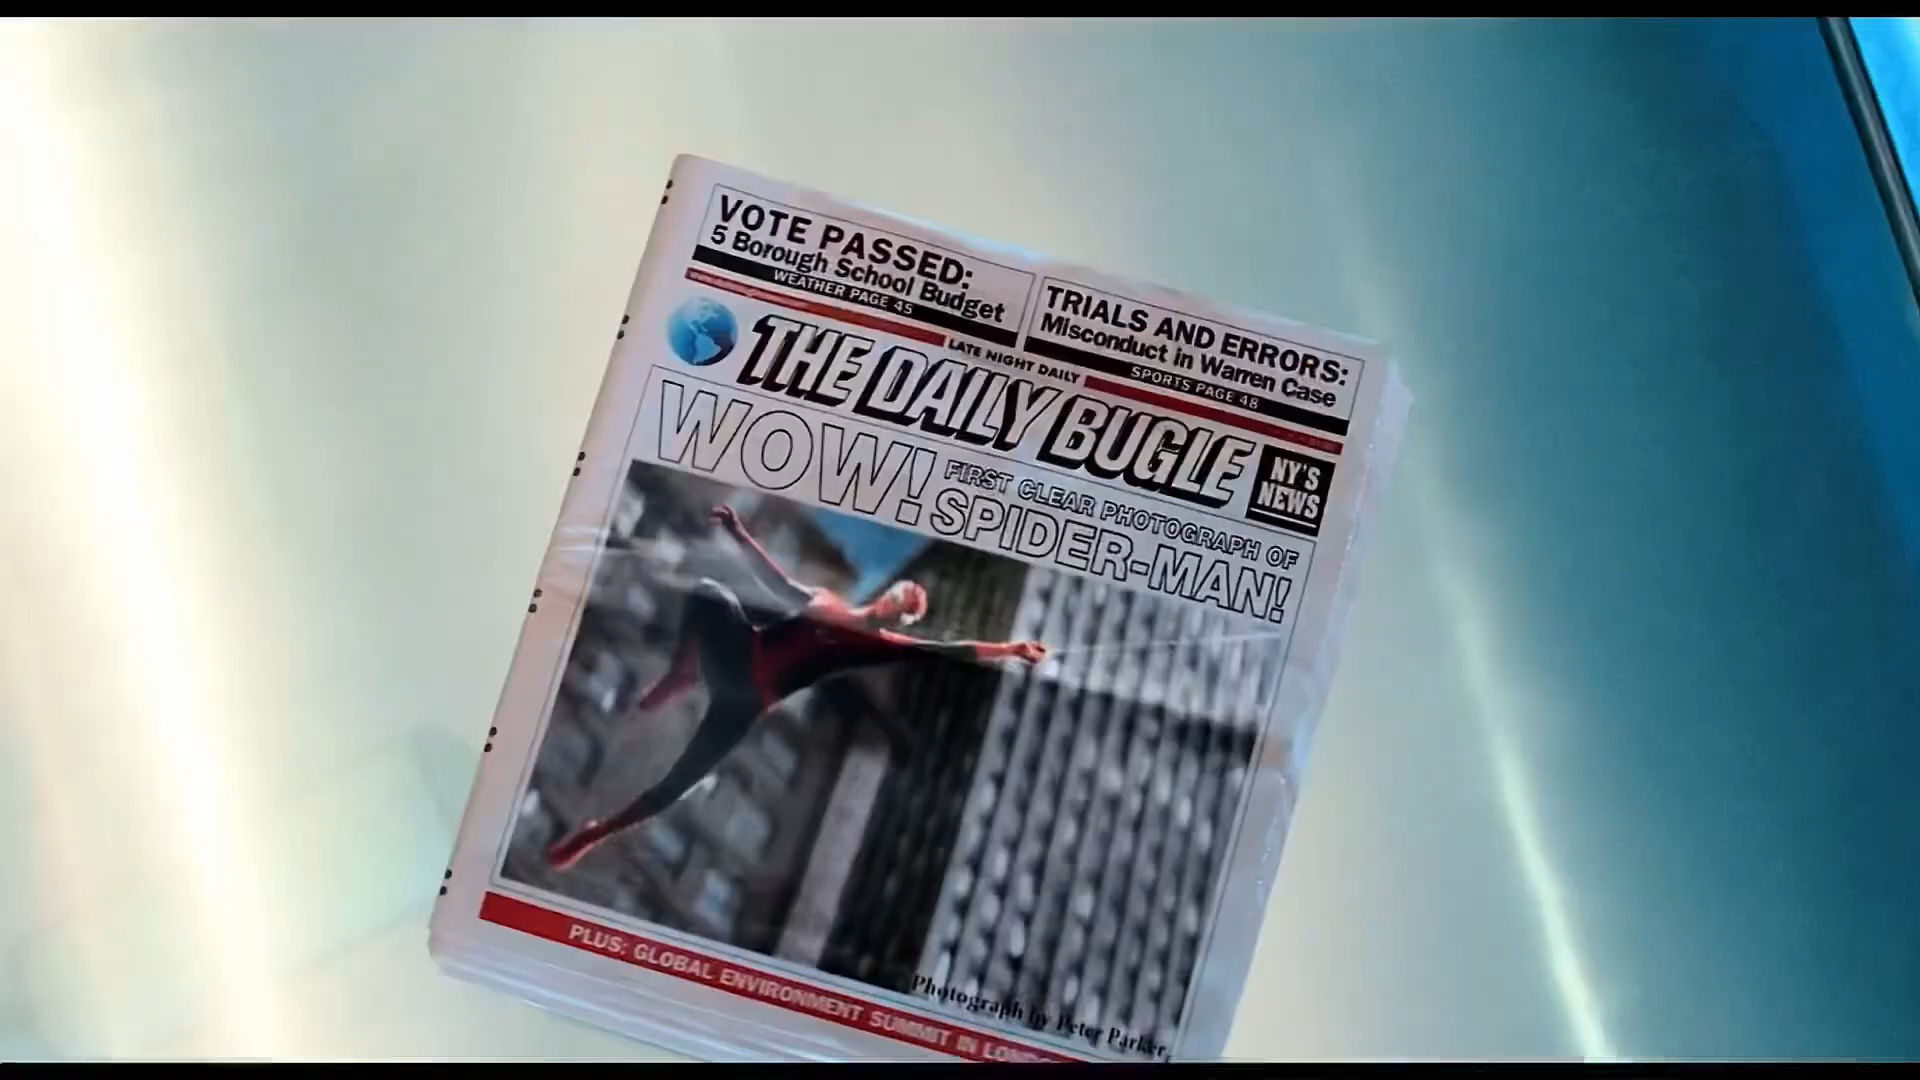 VOTE PASSED:
5 Borough School Budget
WEATHER PAGE 45
TRIALS AND ERRORS:
Misconduct in Warren Case
SPORTS PAGE 48
LATE NIGHT DAILY
THE DAILY BUGLE
NY'S
NEWS
WOW!
FIRST CLEAR PHOTOGRAPH OF
SPIDER-MAN!
Photograph by Peter Parker
PLUS: GLOBAL ENVIRONMENT SUMMIT IN